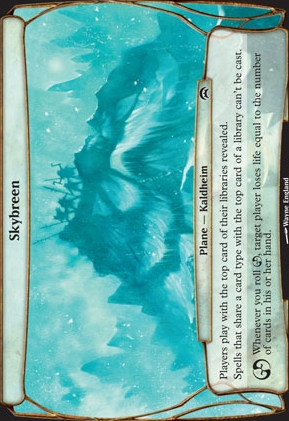 Skybreen
Plane — Kaldheim
Players play with the top card of their libraries revealed.
Spells that share a card type with the top card of a library can't be cast.
Whenever you roll , target player loses life equal to the number
of cards in his or her hand.
Wayne England